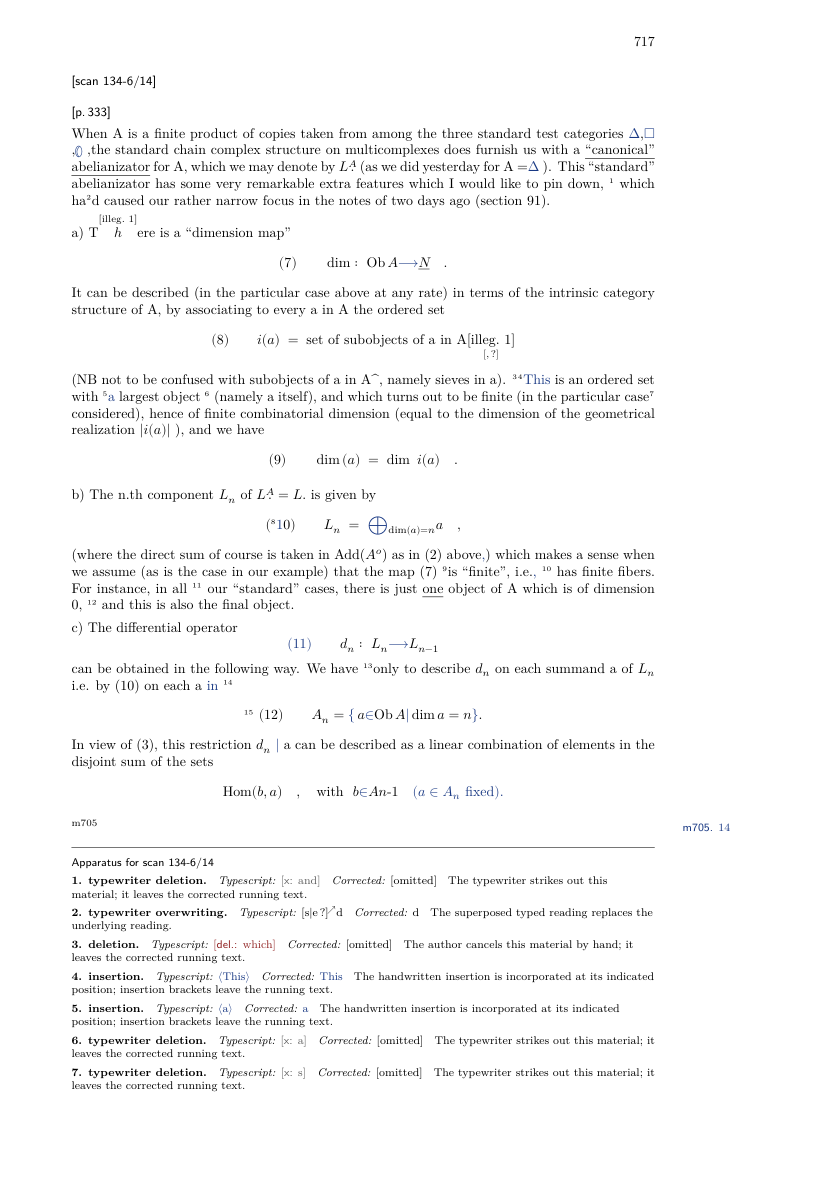 717
[scan 134-6/14]
[p. 333]
When A is a finite product of copies taken from among the three standard test categories Δ,□
,the standard chain complex structure on multicomplexes does furnish us with a “canonical”
abelianizator for A, which we may denote by L.ᴬ (as we did yesterday for A =Δ ). This “standard”
abelianizator has some very remarkable extra features which I would like to pin down, ¹ which
ha²d caused our rather narrow focus in the notes of two days ago (section 91).
[illeg. 1]
a) T h ere is a “dimension map”
(7) dim : Ob A⟶N .
It can be described (in the particular case above at any rate) in terms of the intrinsic category
structure of A, by associating to every a in A the ordered set
(8) i(a) = set of subobjects of a in A[illeg. 1]
[, ?]
(NB not to be confused with subobjects of a in A^, namely sieves in a). ³⁴This is an ordered set
with ⁵a largest object ⁶ (namely a itself), and which turns out to be finite (in the particular case⁷
considered), hence of finite combinatorial dimension (equal to the dimension of the geometrical
realization |i(a)| ), and we have
(9) dim (a) = dim i(a) .
b) The n.th component Lₙ of L.ᴬ = L. is given by
(⁸10) Lₙ = ⨁dim(a)=n a ,
(where the direct sum of course is taken in Add(Aᵒ) as in (2) above,) which makes a sense when
we assume (as is the case in our example) that the map (7) ⁹is “finite”, i.e., ¹⁰ has finite fibers.
For instance, in all ¹¹ our “standard” cases, there is just one object of A which is of dimension
0, ¹² and this is also the final object.
c) The differential operator
(11) dₙ : Lₙ⟶Lₙ₋₁
can be obtained in the following way. We have ¹³only to describe dₙ on each summand a of Lₙ
i.e. by (10) on each a in ¹⁴
¹⁵ (12) Aₙ = { a∈Ob A| dim a = n}.
In view of (3), this restriction dₙ | a can be described as a linear combination of elements in the
disjoint sum of the sets
Hom(b, a) , with b∈An-1 (a ∈ Aₙ fixed).
m705
m705. 14
Apparatus for scan 134-6/14
1. typewriter deletion. Typescript: [x: and] Corrected: [omitted] The typewriter strikes out this
material; it leaves the corrected running text.
2. typewriter overwriting. Typescript: [s|e ?]↗d Corrected: d The superposed typed reading replaces the
underlying reading.
3. deletion. Typescript: [del.: which] Corrected: [omitted] The author cancels this material by hand; it
leaves the corrected running text.
4. insertion. Typescript: ⟨This⟩ Corrected: This The handwritten insertion is incorporated at its indicated
position; insertion brackets leave the running text.
5. insertion. Typescript: ⟨a⟩ Corrected: a The handwritten insertion is incorporated at its indicated
position; insertion brackets leave the running text.
6. typewriter deletion. Typescript: [x: a] Corrected: [omitted] The typewriter strikes out this material; it
leaves the corrected running text.
7. typewriter deletion. Typescript: [x: s] Corrected: [omitted] The typewriter strikes out this material; it
leaves the corrected running text.